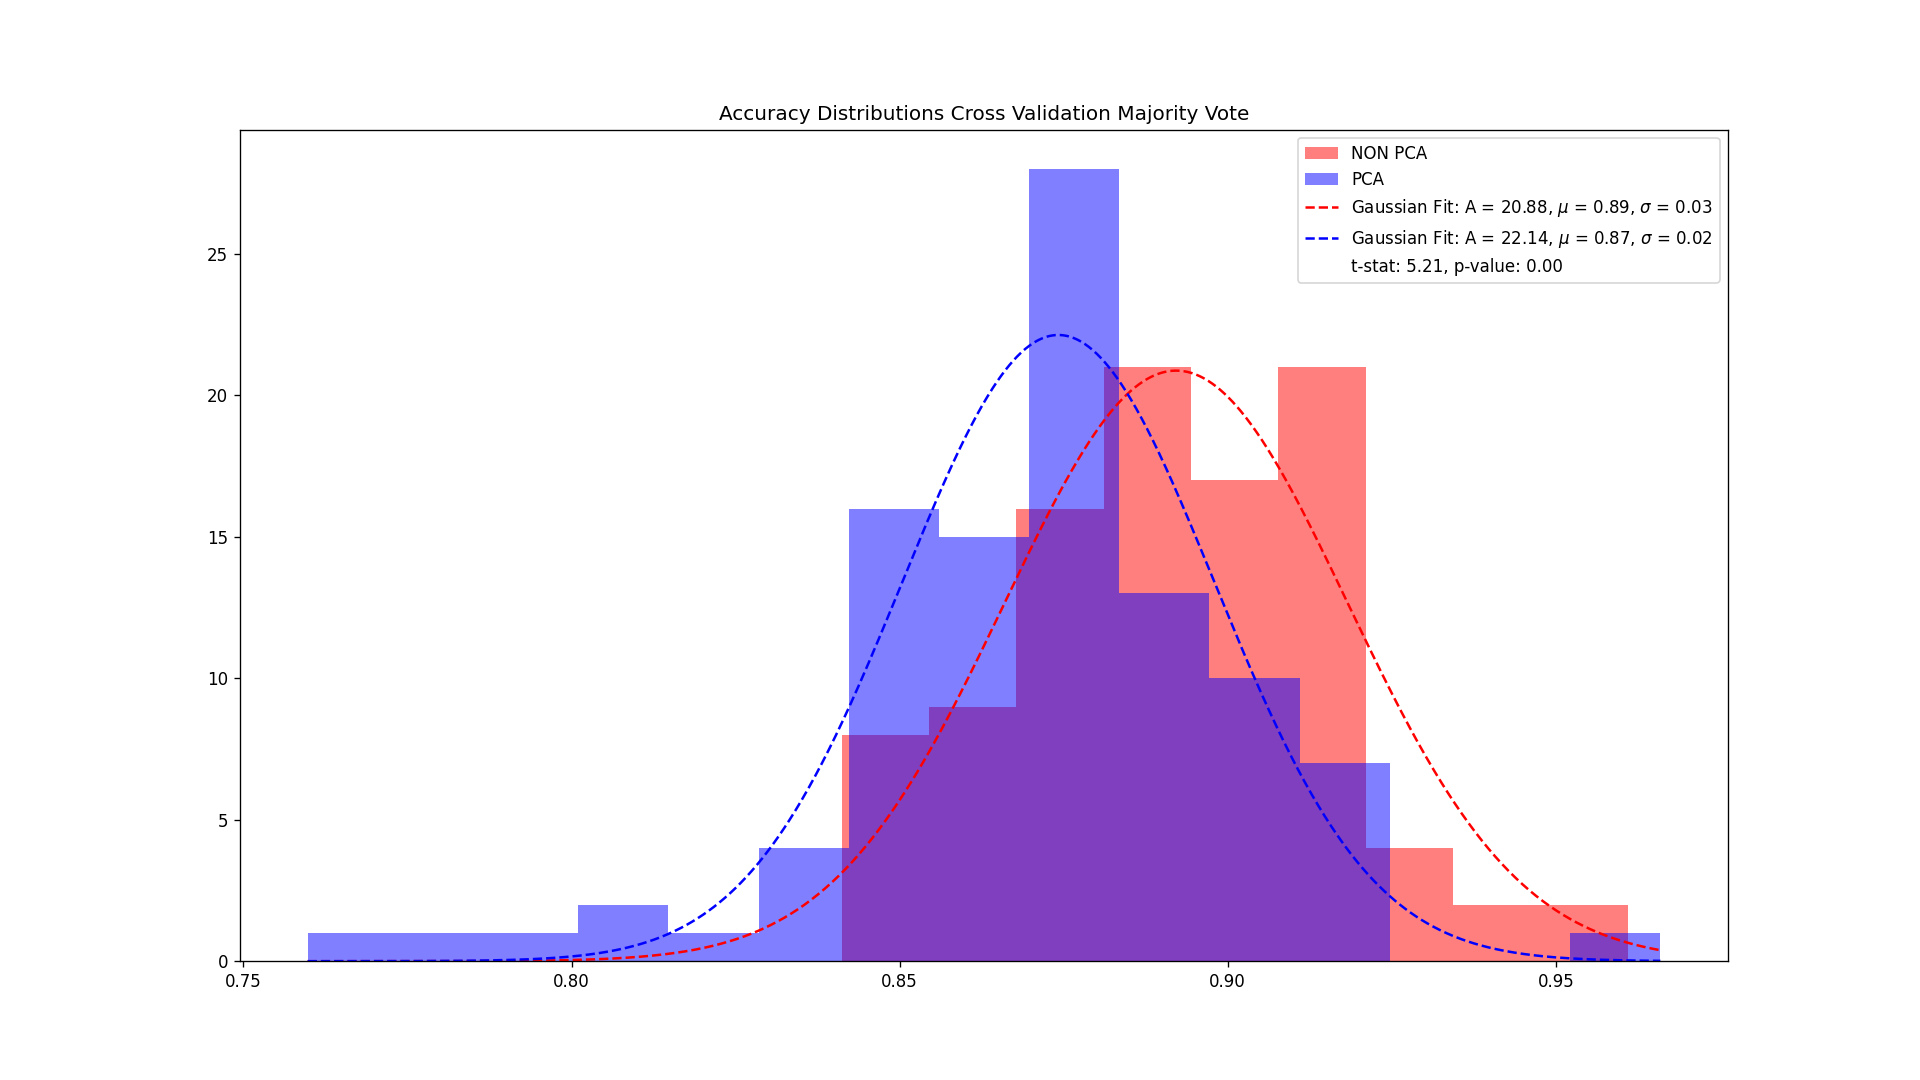 Accuracy Distributions Cross Validation Majority Vote
NON PCA
PCA
Gaussian Fit: A = 20.88, μ = 0.89, σ = 0.03
Gaussian Fit: A = 22.14, μ = 0.87, σ = 0.02
t-stat: 5.21, p-value: 0.00
25
20
15
10
5
0
0.75 0.80 0.85 0.90 0.95